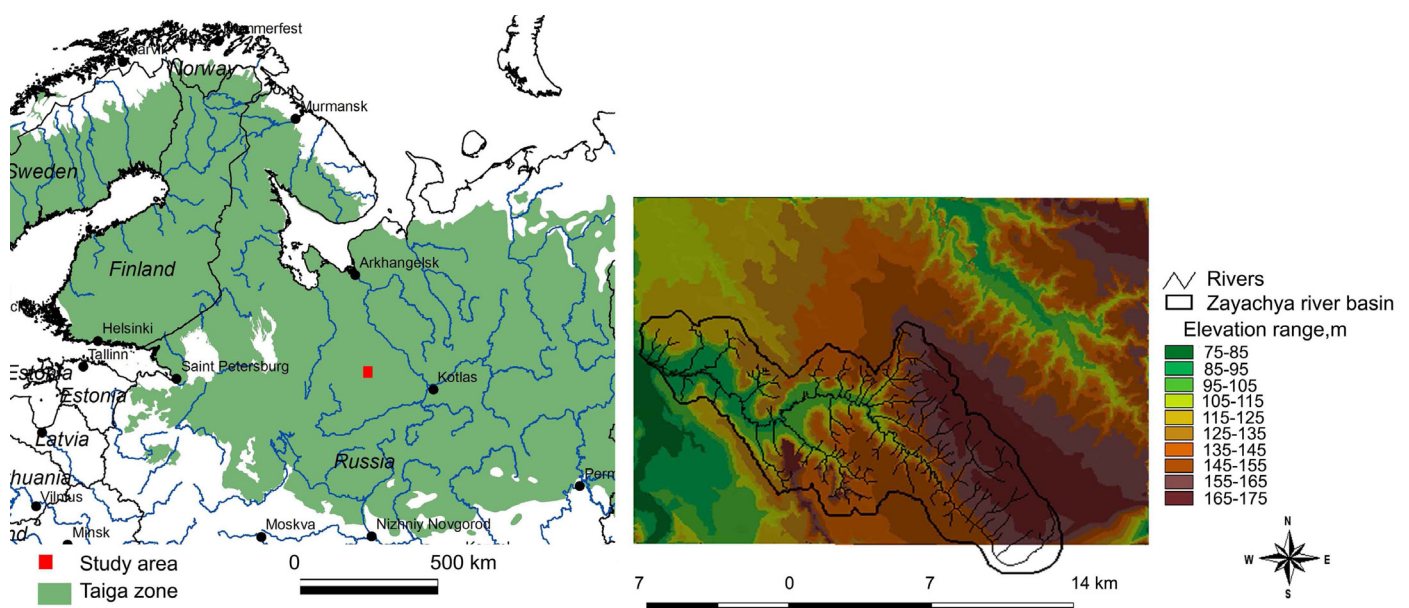 Hammerfest
Narvik
Norway
Murmansk
Sweden
Arkhangelsk
Finland
Helsinki
Tallinn
Saint Petersburg
Kotlas
Estonia
Estonia
Latvia
Russia
huania
Vilnius
Perm
Minsk
Moskva
Nizhniy Novgorod
Study area
Taiga zone
0 500 km
Rivers
Zayachya river basin
Elevation range,m
75-85
85-95
95-105
105-115
115-125
125-135
135-145
145-155
155-165
165-175
N
W E
S
7 0 7 14 km